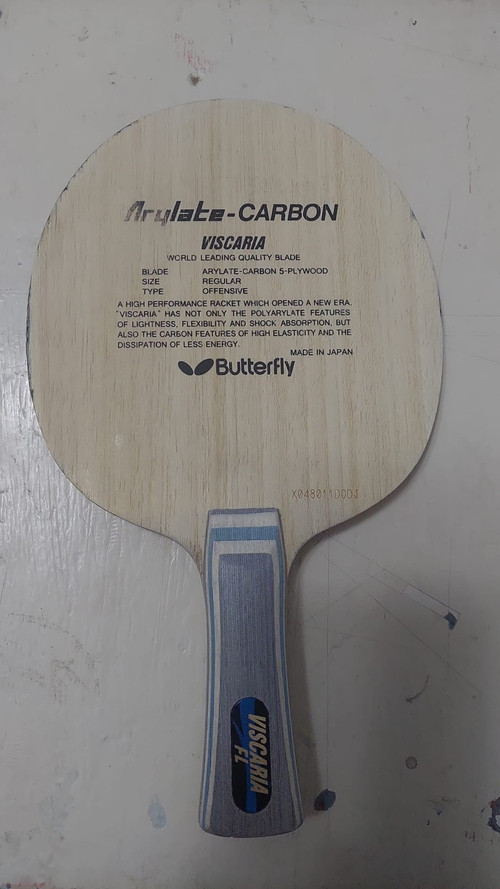 Arylate-CARBON
VISCARIA
WORLD LEADING QUALITY BLADE
BLADE ARYLATE-CARBON 5-PLYWOOD
SIZE REGULAR
TYPE OFFENSIVE
A HIGH PERFORMANCE RACKET WHICH OPENED A NEW ERA.
"VISCARIA" HAS NOT ONLY THE POLYARYLATE FEATURES
OF LIGHTNESS, FLEXIBILITY AND SHOCK ABSORPTION, BUT
ALSO THE CARBON FEATURES OF HIGH ELASTICITY AND THE
DISSIPATION OF LESS ENERGY.
MADE IN JAPAN
Butterfly
VISCARIA
FL